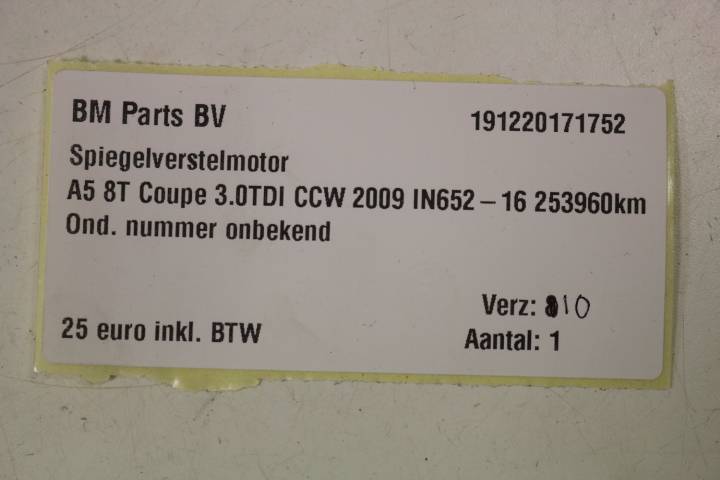 BM Parts BV 191220171752
Spiegelverstelmotor
A5 8T Coupe 3.0TDI CCW 2009 IN652 – 16 253960km
Ond. nummer onbekend
Verz: 10
25 euro inkl. BTW
Aantal: 1